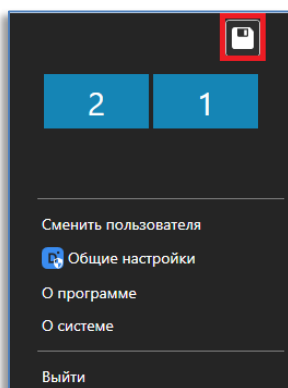 2 1
Сменить пользователя
Общие настройки
О программе
О системе
Выйти